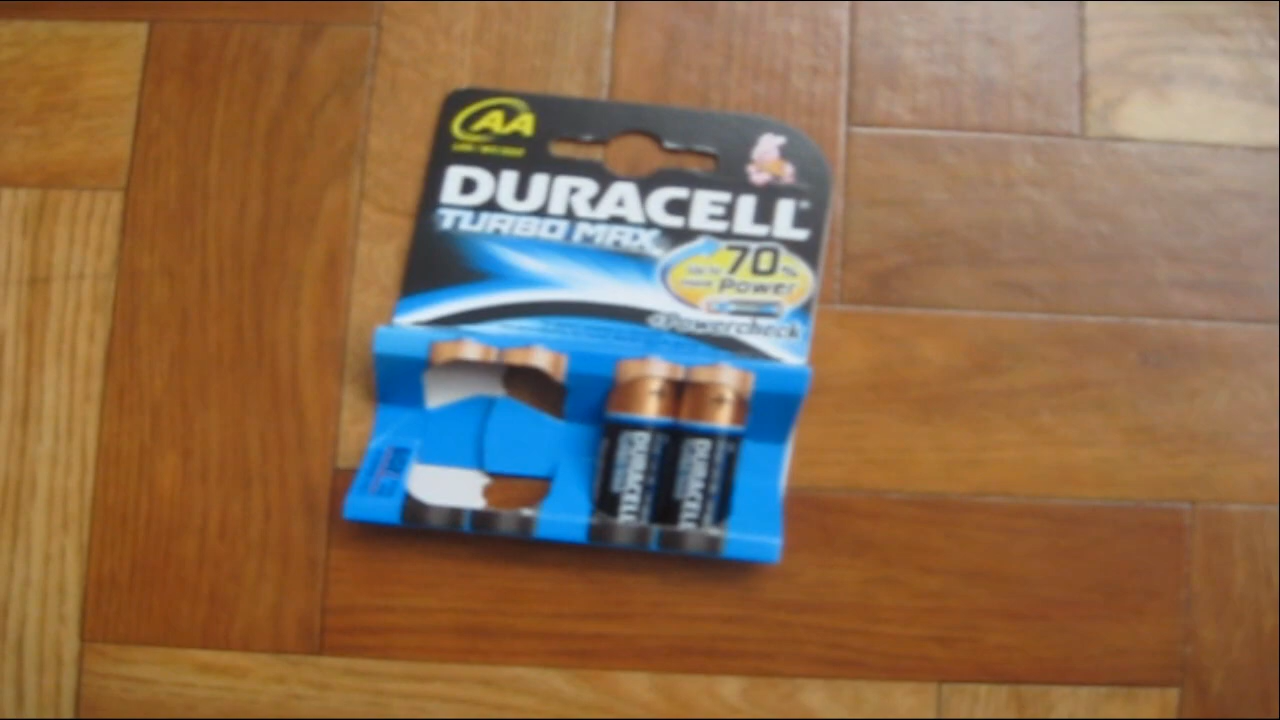 AA
DURACELL
TURBO MAX
70%
Power
+Powercheck
DURACELL
DURACELL